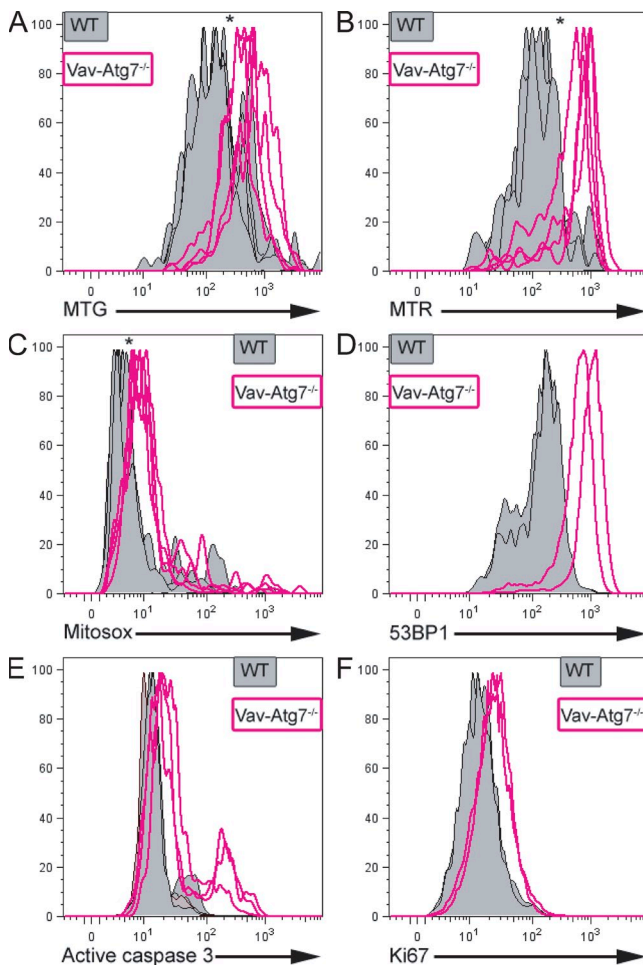 A
*
WT
Vav-Atg7-/-
100
80
60
40
20
0
0 10¹ 10² 10³
MTG
B
*
WT
Vav-Atg7-/-
100
80
60
40
20
0
0 10¹ 10² 10³
MTR
C
*
WT
Vav-Atg7-/-
100
80
60
40
20
0
0 10¹ 10² 10³
Mitosox
D
WT
Vav-Atg7-/-
100
80
60
40
20
0
0 10¹ 10² 10³
53BP1
E
WT
Vav-Atg7-/-
100
80
60
40
20
0
0 10¹ 10² 10³
Active caspase 3
F
WT
Vav-Atg7-/-
100
80
60
40
20
0
0 10¹ 10² 10³
Ki67